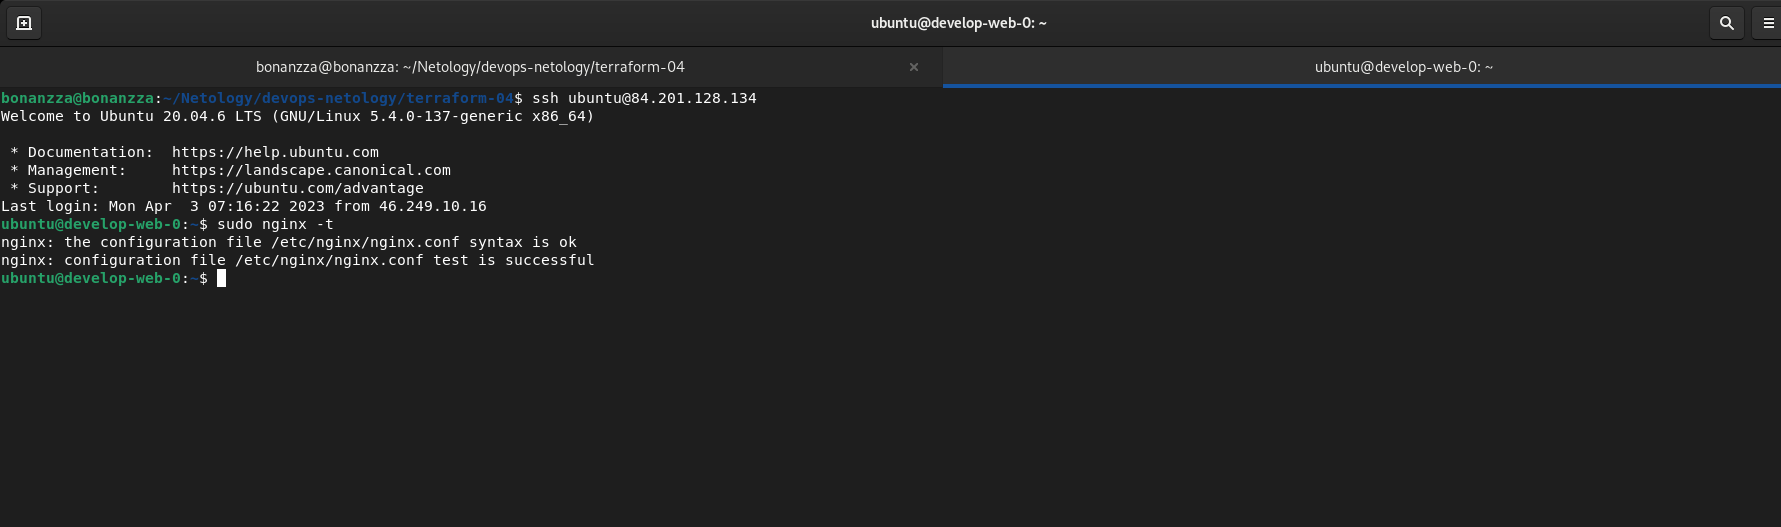 ubuntu@develop-web-0: ~
bonanzza@bonanzza: ~/Netology/devops-netology/terraform-04 ×
ubuntu@develop-web-0: ~
bonanzza@bonanzza:~/Netology/devops-netology/terraform-04$ ssh ubuntu@84.201.128.134
Welcome to Ubuntu 20.04.6 LTS (GNU/Linux 5.4.0-137-generic x86_64)
* Documentation:  https://help.ubuntu.com
* Management:     https://landscape.canonical.com
* Support:        https://ubuntu.com/advantage
Last login: Mon Apr  3 07:16:22 2023 from 46.249.10.16
ubuntu@develop-web-0:~$ sudo nginx -t
nginx: the configuration file /etc/nginx/nginx.conf syntax is ok
nginx: configuration file /etc/nginx/nginx.conf test is successful
ubuntu@develop-web-0:~$